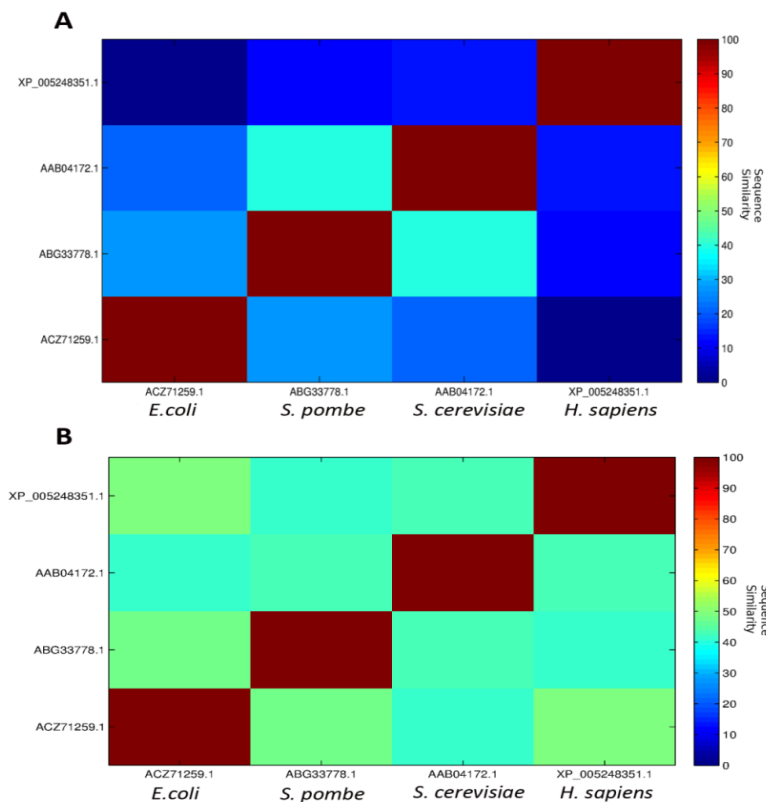 A
XP_005248351.1
AAB04172.1
ABG33778.1
ACZ71259.1
ACZ71259.1 ABG33778.1 AAB04172.1 XP_005248351.1
E.coli S. pombe S. cerevisiae H. sapiens
100
90
80
70
60
50
40
30
20
10
0
Sequence
Similarity
B
XP_005248351.1
AAB04172.1
ABG33778.1
ACZ71259.1
ACZ71259.1 ABG33778.1 AAB04172.1 XP_005248351.1
E.coli S. pombe S. cerevisiae H. sapiens
100
90
80
70
60
50
40
30
20
10
0
Sequence
Similarity